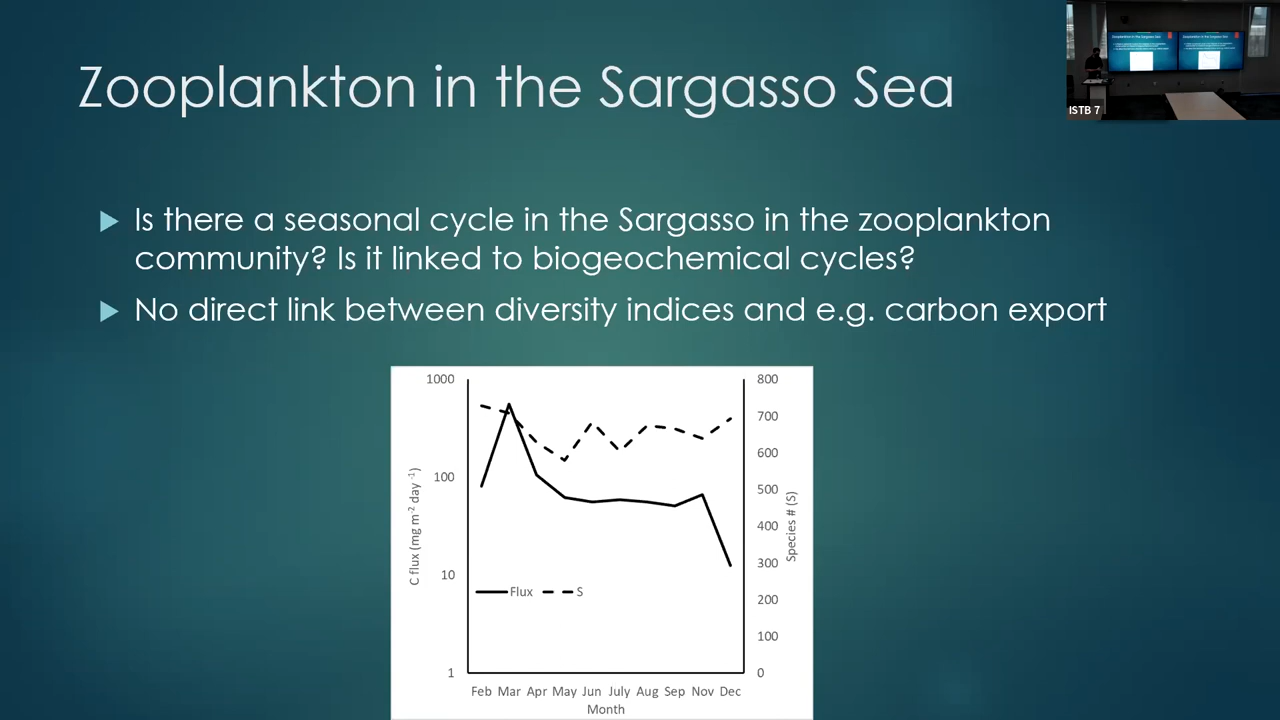 Zooplankton in the Sargasso Sea
ISTB 7
Is there a seasonal cycle in the Sargasso in the zooplankton
community? Is it linked to biogeochemical cycles?
No direct link between diversity indices and e.g. carbon export
1000
100
10
1
C flux (mg m⁻² day ⁻¹)
800
700
600
500
400
300
200
100
0
Species # (S)
Flux S
Feb Mar Apr May Jun July Aug Sep Nov Dec
Month